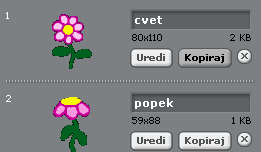 1
cvet
80x110 2 KB
Uredi Kopiraj
2
popek
59x88 1 KB
Uredi Kopiraj